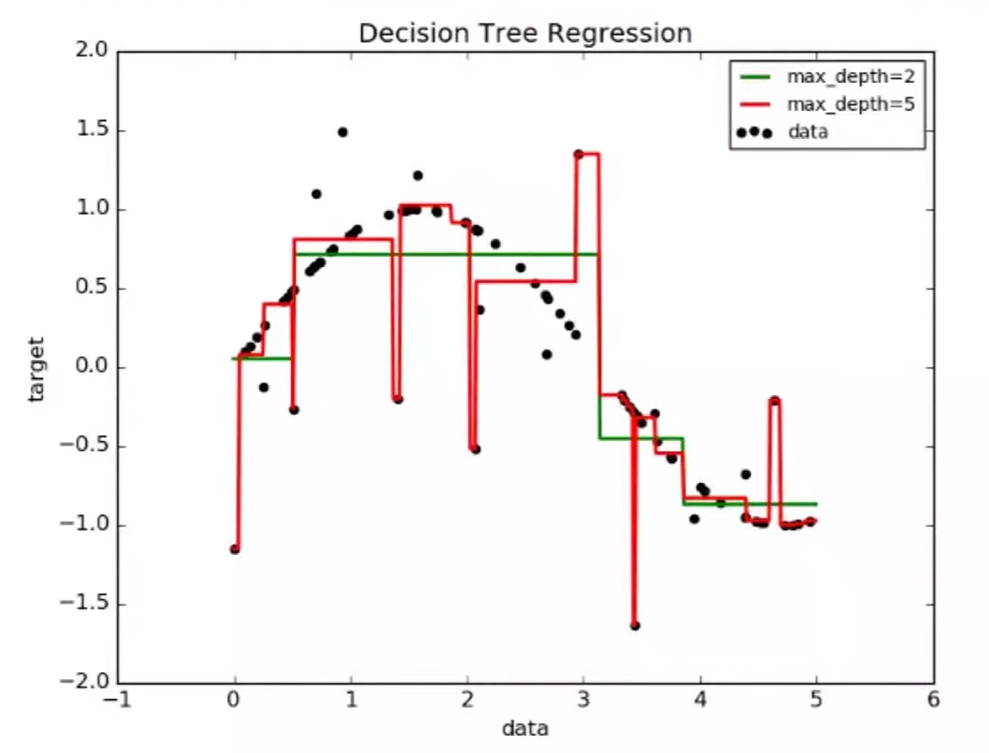 Decision Tree Regression
2.0
1.5
1.0
0.5
0.0
−0.5
−1.0
−1.5
−2.0
target
max_depth=2
max_depth=5
data
−1 0 1 2 3 4 5 6
data